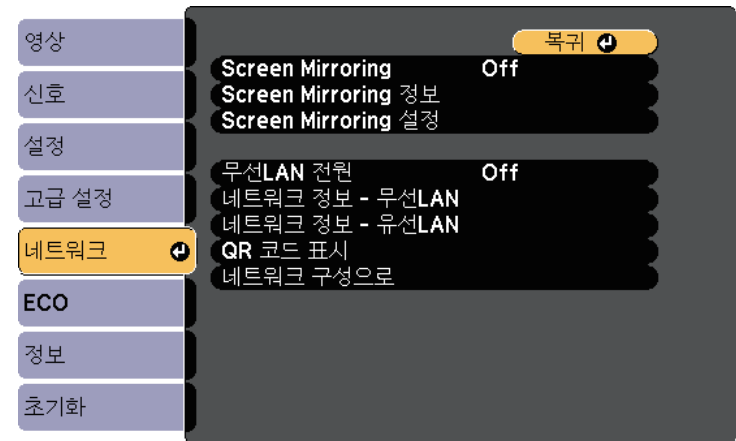 영상
신호
설정
고급 설정
네트워크
ECO
정보
초기화
복귀
Screen Mirroring Off
Screen Mirroring 정보
Screen Mirroring 설정
무선LAN 전원 Off
네트워크 정보 - 무선LAN
네트워크 정보 - 유선LAN
QR 코드 표시
네트워크 구성으로